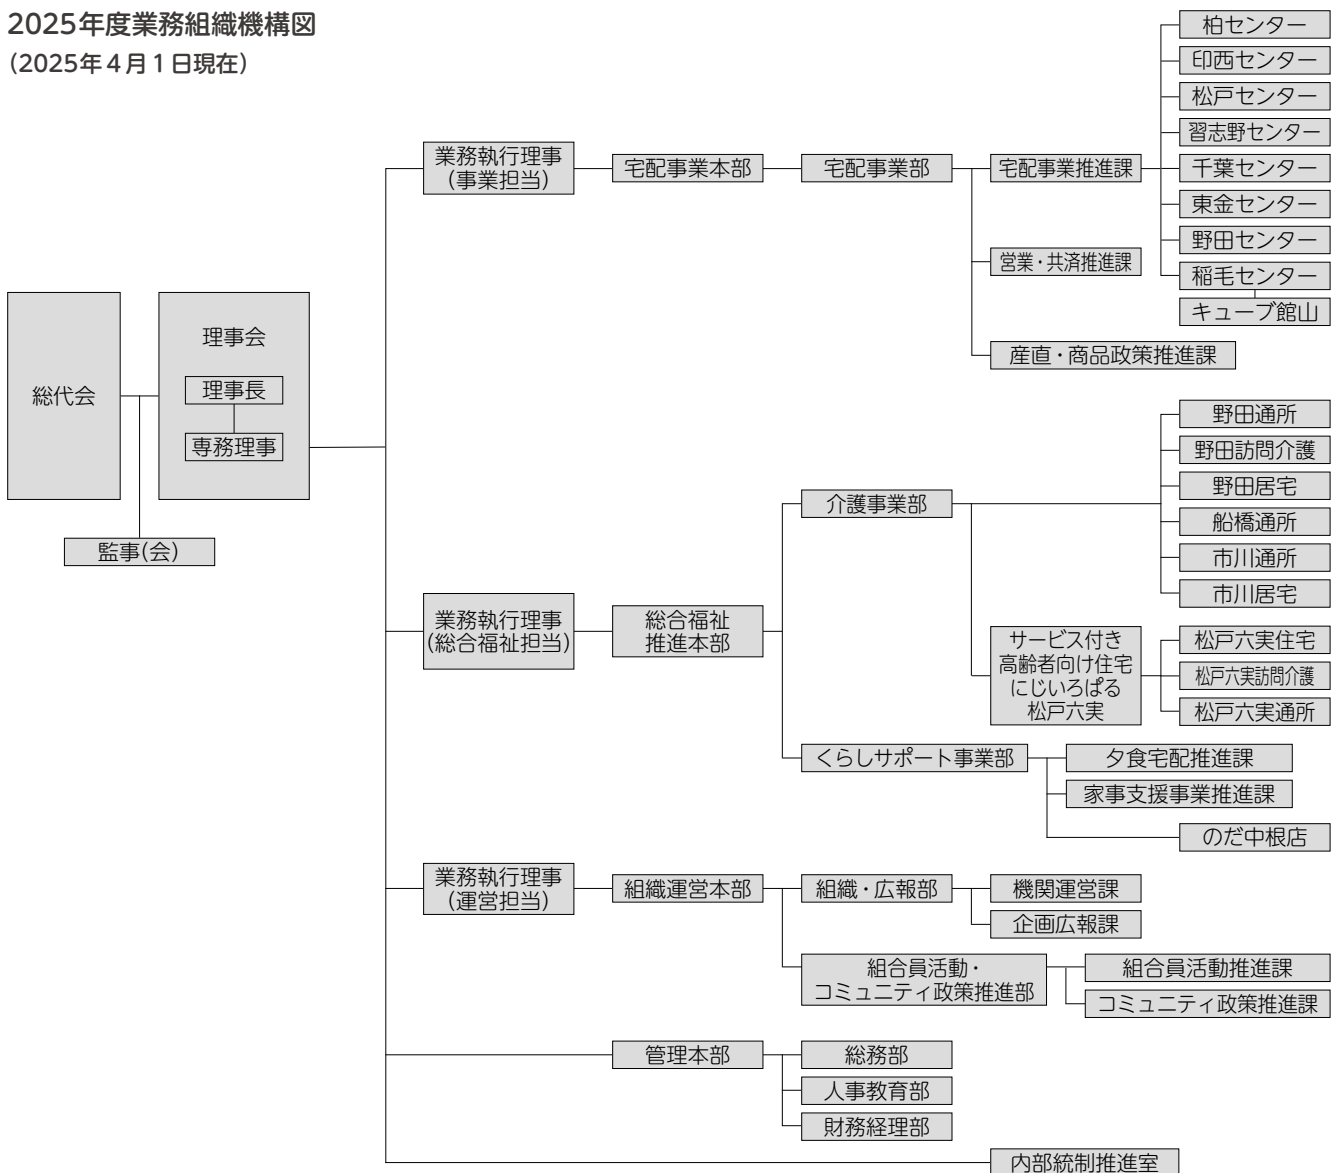 2025年度業務組織機構図
(2025年4月1日現在)
総代会
理事会
理事長
専務理事
監事(会)
業務執行理事
(事業担当)
宅配事業本部
宅配事業部
宅配事業推進課
柏センター
印西センター
松戸センター
習志野センター
千葉センター
東金センター
野田センター
稲毛センター
キューブ館山
営業・共済推進課
産直・商品政策推進課
業務執行理事
(総合福祉担当)
総合福祉
推進本部
介護事業部
野田通所
野田訪問介護
野田居宅
船橋通所
市川通所
市川居宅
サービス付き
高齢者向け住宅
にじいろぱる
松戸六実
松戸六実住宅
松戸六実訪問介護
松戸六実通所
くらしサポート事業部
夕食宅配推進課
家事支援事業推進課
のだ中根店
業務執行理事
(運営担当)
組織運営本部
組織・広報部
機関運営課
企画広報課
組合員活動・
コミュニティ政策推進部
組合員活動推進課
コミュニティ政策推進課
管理本部
総務部
人事教育部
財務経理部
内部統制推進室